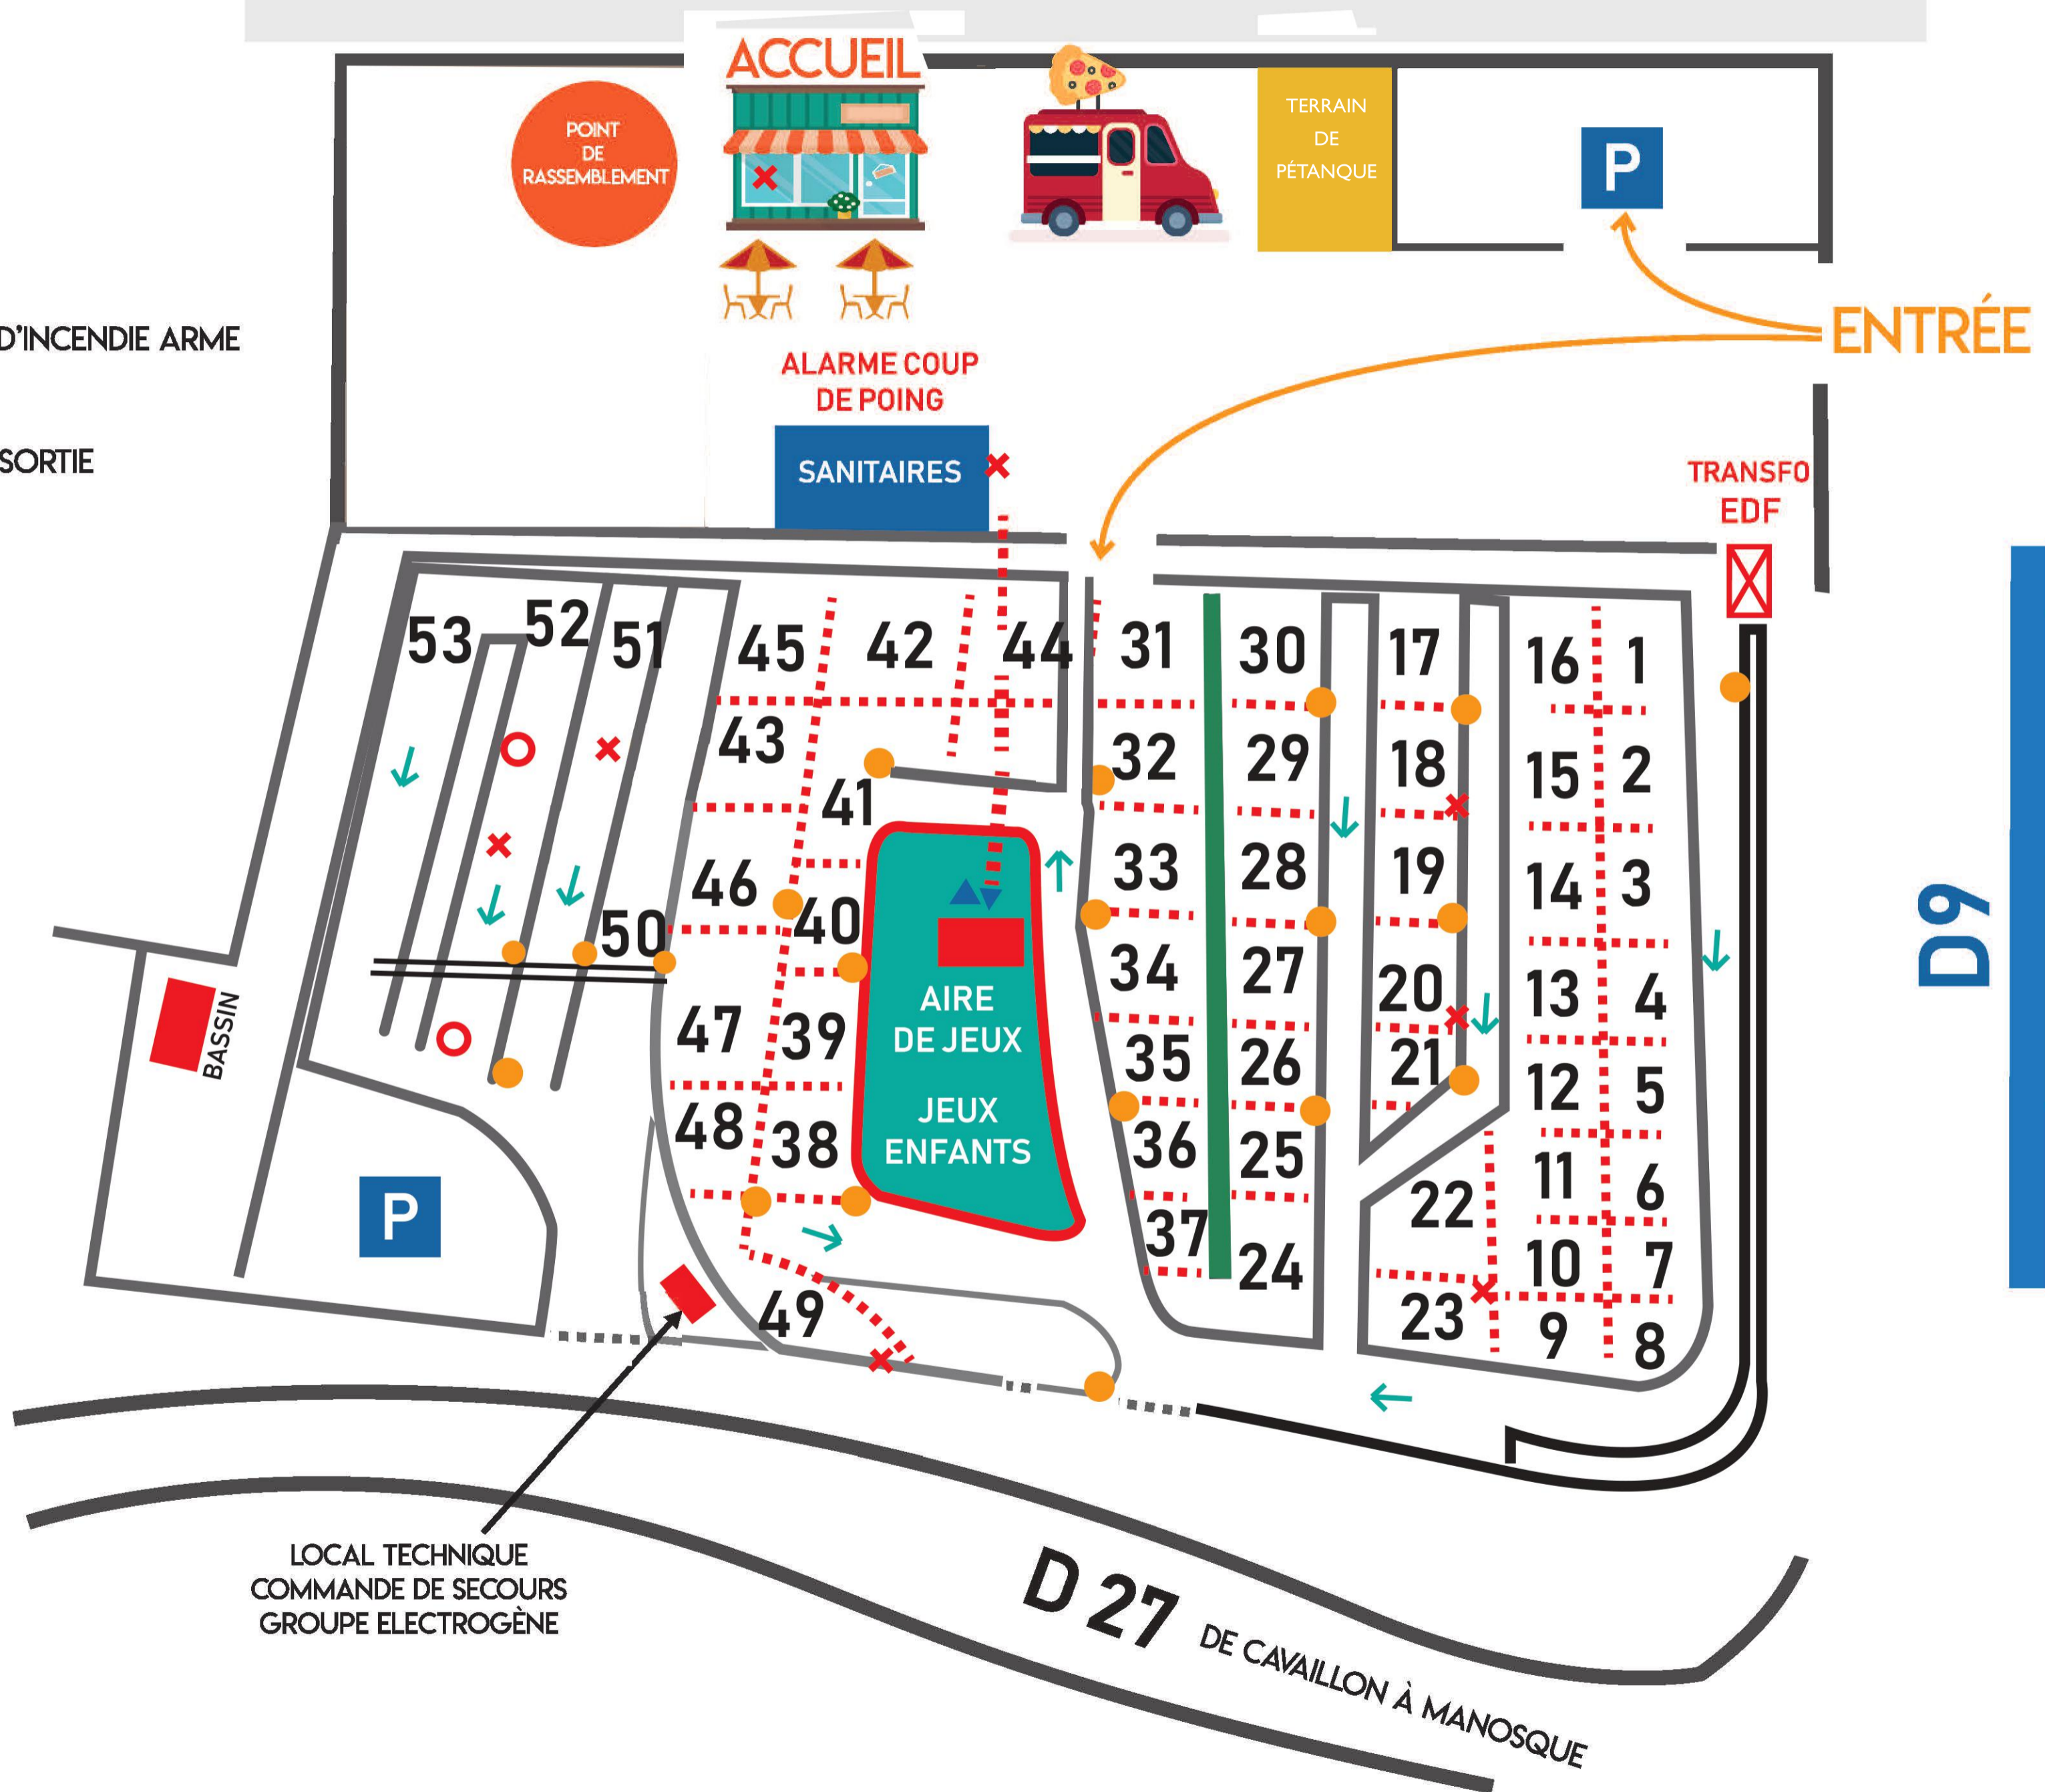 ACCUEIL
POINT
DE
RASSEMBLEMENT
TERRAIN
DE
PÉTANQUE
P
ENTRÉE
D'INCENDIE ARME
SORTIE
ALARME COUP
DE POING
SANITAIRES
TRANSFO
EDF
53
52
51
45
42
44
31
30
17
16
1
43
41
32
29
18
15
2
46
40
33
28
19
14
3
50
34
27
20
13
4
47
39
35
26
21
12
5
48
38
36
25
22
11
6
37
24
10
7
49
23
9
8
AIRE
DE JEUX
JEUX
ENFANTS
BASSIN
P
D9
LOCAL TECHNIQUE
COMMANDE DE SECOURS
GROUPE ELECTROGÈNE
D 27 DE CAVAILLON À MANOSQUE